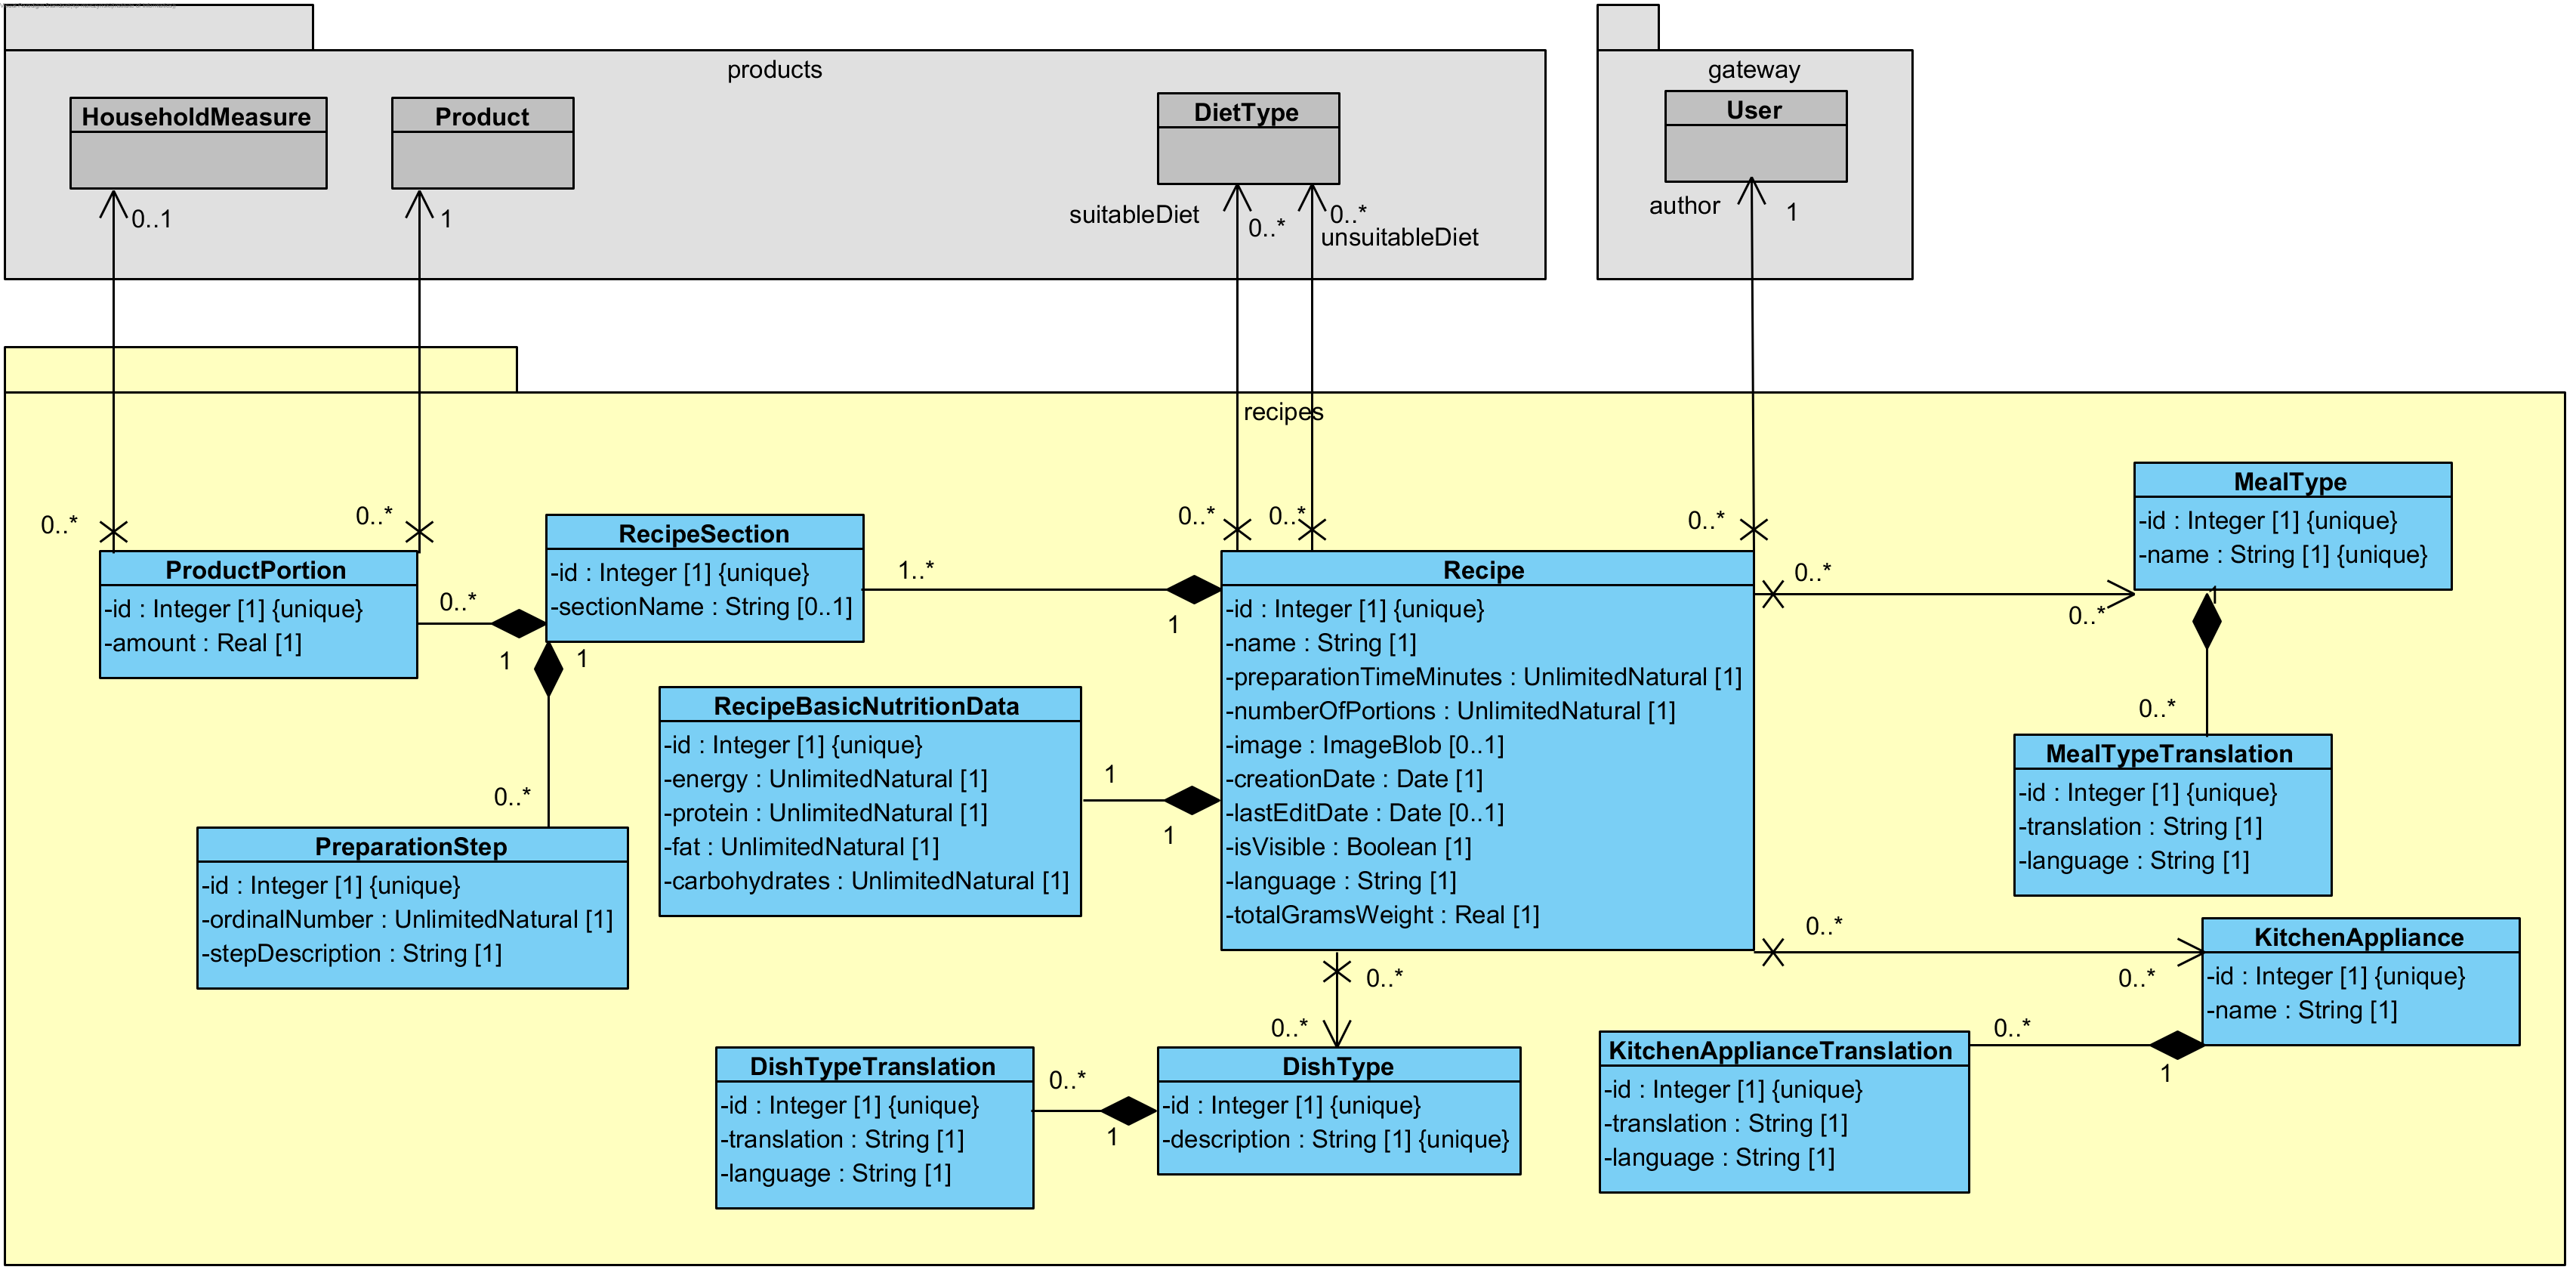 products
gateway
HouseholdMeasure
Product
DietType
User
0..1
1
suitableDiet
0..*
0..*
unsuitableDiet
author
1
recipes
0..*
0..*
0..*
0..*
0..*
ProductPortion
-id : Integer [1] {unique}
-amount : Real [1]
0..*
1
RecipeSection
-id : Integer [1] {unique}
-sectionName : String [0..1]
1
1..*
1
Recipe
-id : Integer [1] {unique}
-name : String [1]
-preparationTimeMinutes : UnlimitedNatural [1]
-numberOfPortions : UnlimitedNatural [1]
-image : ImageBlob [0..1]
-creationDate : Date [1]
-lastEditDate : Date [0..1]
-isVisible : Boolean [1]
-language : String [1]
-totalGramsWeight : Real [1]
0..*
0..*
MealType
-id : Integer [1] {unique}
-name : String [1] {unique}
1
0..*
MealTypeTranslation
-id : Integer [1] {unique}
-translation : String [1]
-language : String [1]
RecipeBasicNutritionData
-id : Integer [1] {unique}
-energy : UnlimitedNatural [1]
-protein : UnlimitedNatural [1]
-fat : UnlimitedNatural [1]
-carbohydrates : UnlimitedNatural [1]
1
1
0..*
PreparationStep
-id : Integer [1] {unique}
-ordinalNumber : UnlimitedNatural [1]
-stepDescription : String [1]
0..*
0..*
KitchenAppliance
-id : Integer [1] {unique}
-name : String [1]
0..*
0..*
DishTypeTranslation
-id : Integer [1] {unique}
-translation : String [1]
-language : String [1]
0..*
1
DishType
-id : Integer [1] {unique}
-description : String [1] {unique}
KitchenApplianceTranslation
-id : Integer [1] {unique}
-translation : String [1]
-language : String [1]
0..*
1